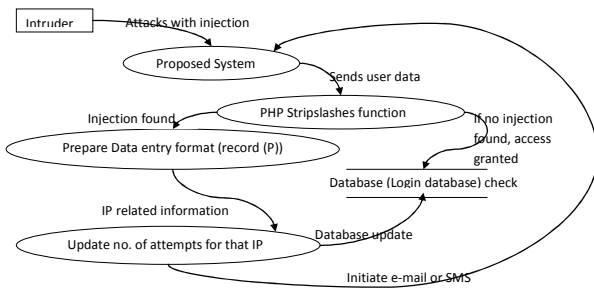 Intruder
Attacks with injection
Proposed System
Sends user data
PHP Stripslashes function
Injection found
If no injection
found, access
granted
Prepare Data entry format (record (P))
Database (Login database) check
IP related information
Database update
Update no. of attempts for that IP
Initiate e-mail or SMS